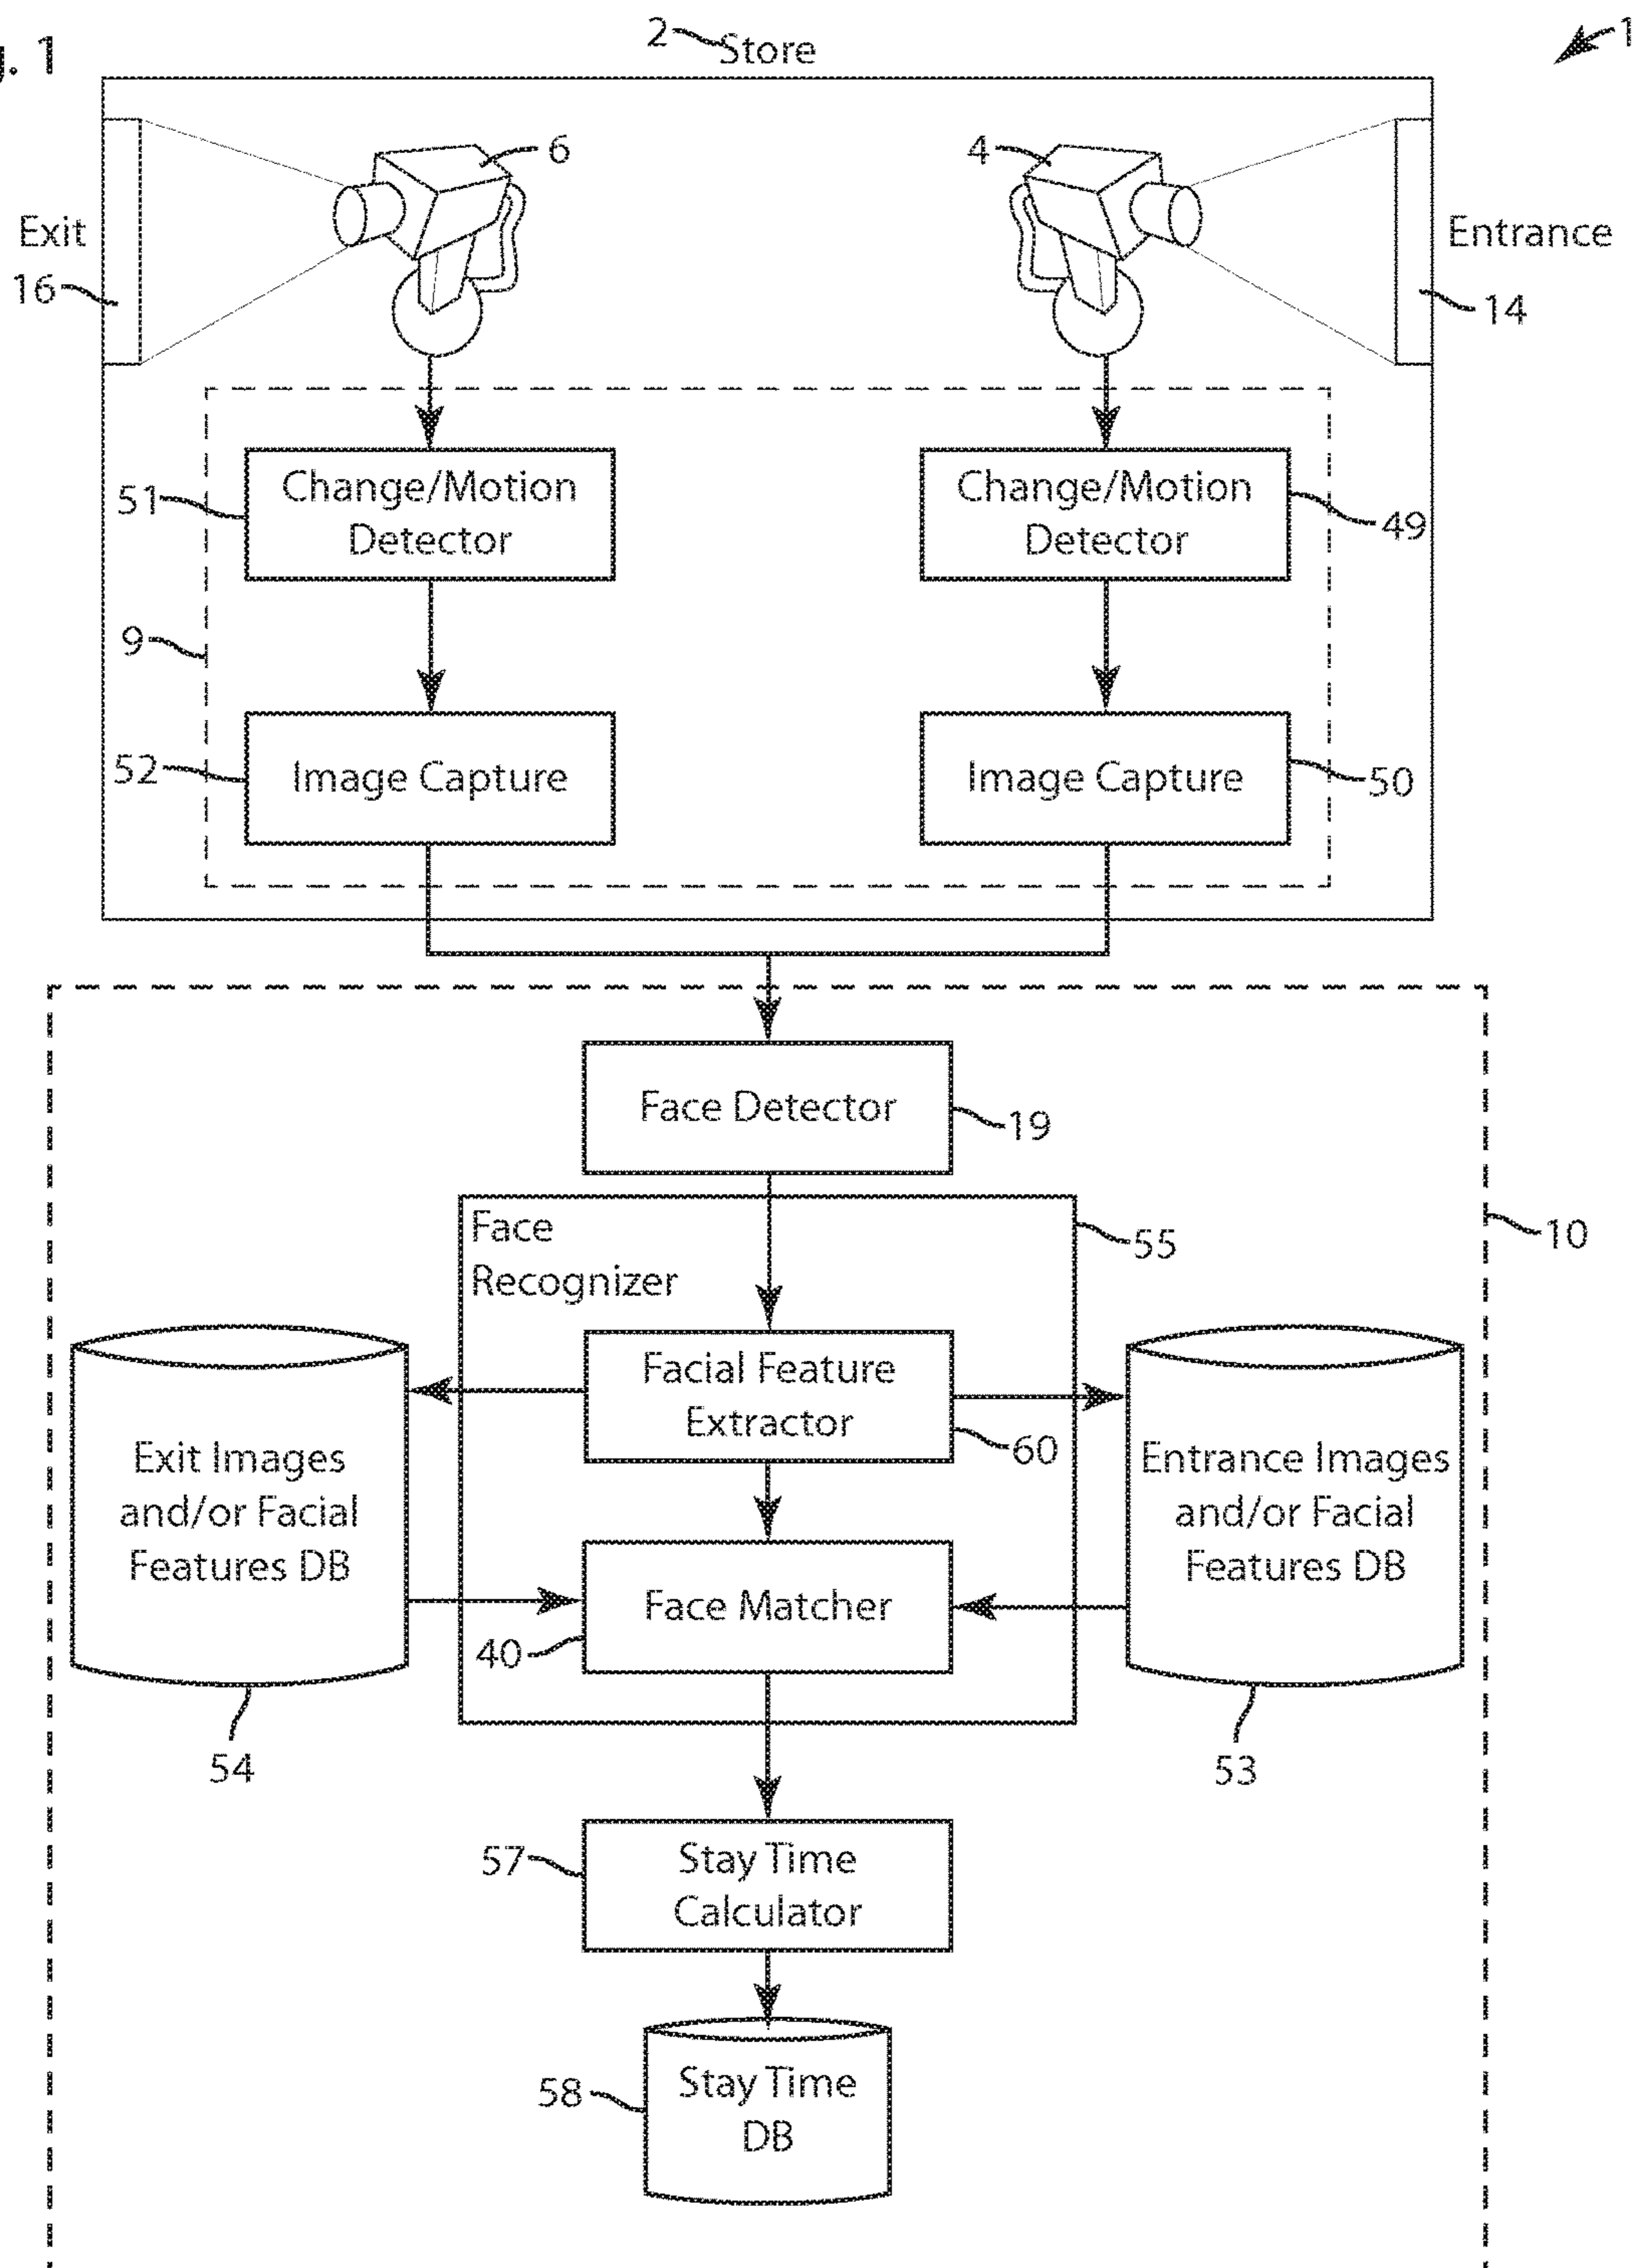 g. 1
2 Store
1
6
4
Exit
Entrance
16
14
Change/Motion
Detector
Change/Motion
Detector
51
49
9
52
Image Capture
Image Capture
50
Face Detector
19
Face
Recognizer
55
10
Facial Feature
Extractor
60
Exit Images
and/or Facial
Features DB
Entrance Images
and/or Facial
Features DB
Face Matcher
40
54
53
57
Stay Time
Calculator
58
Stay Time
DB